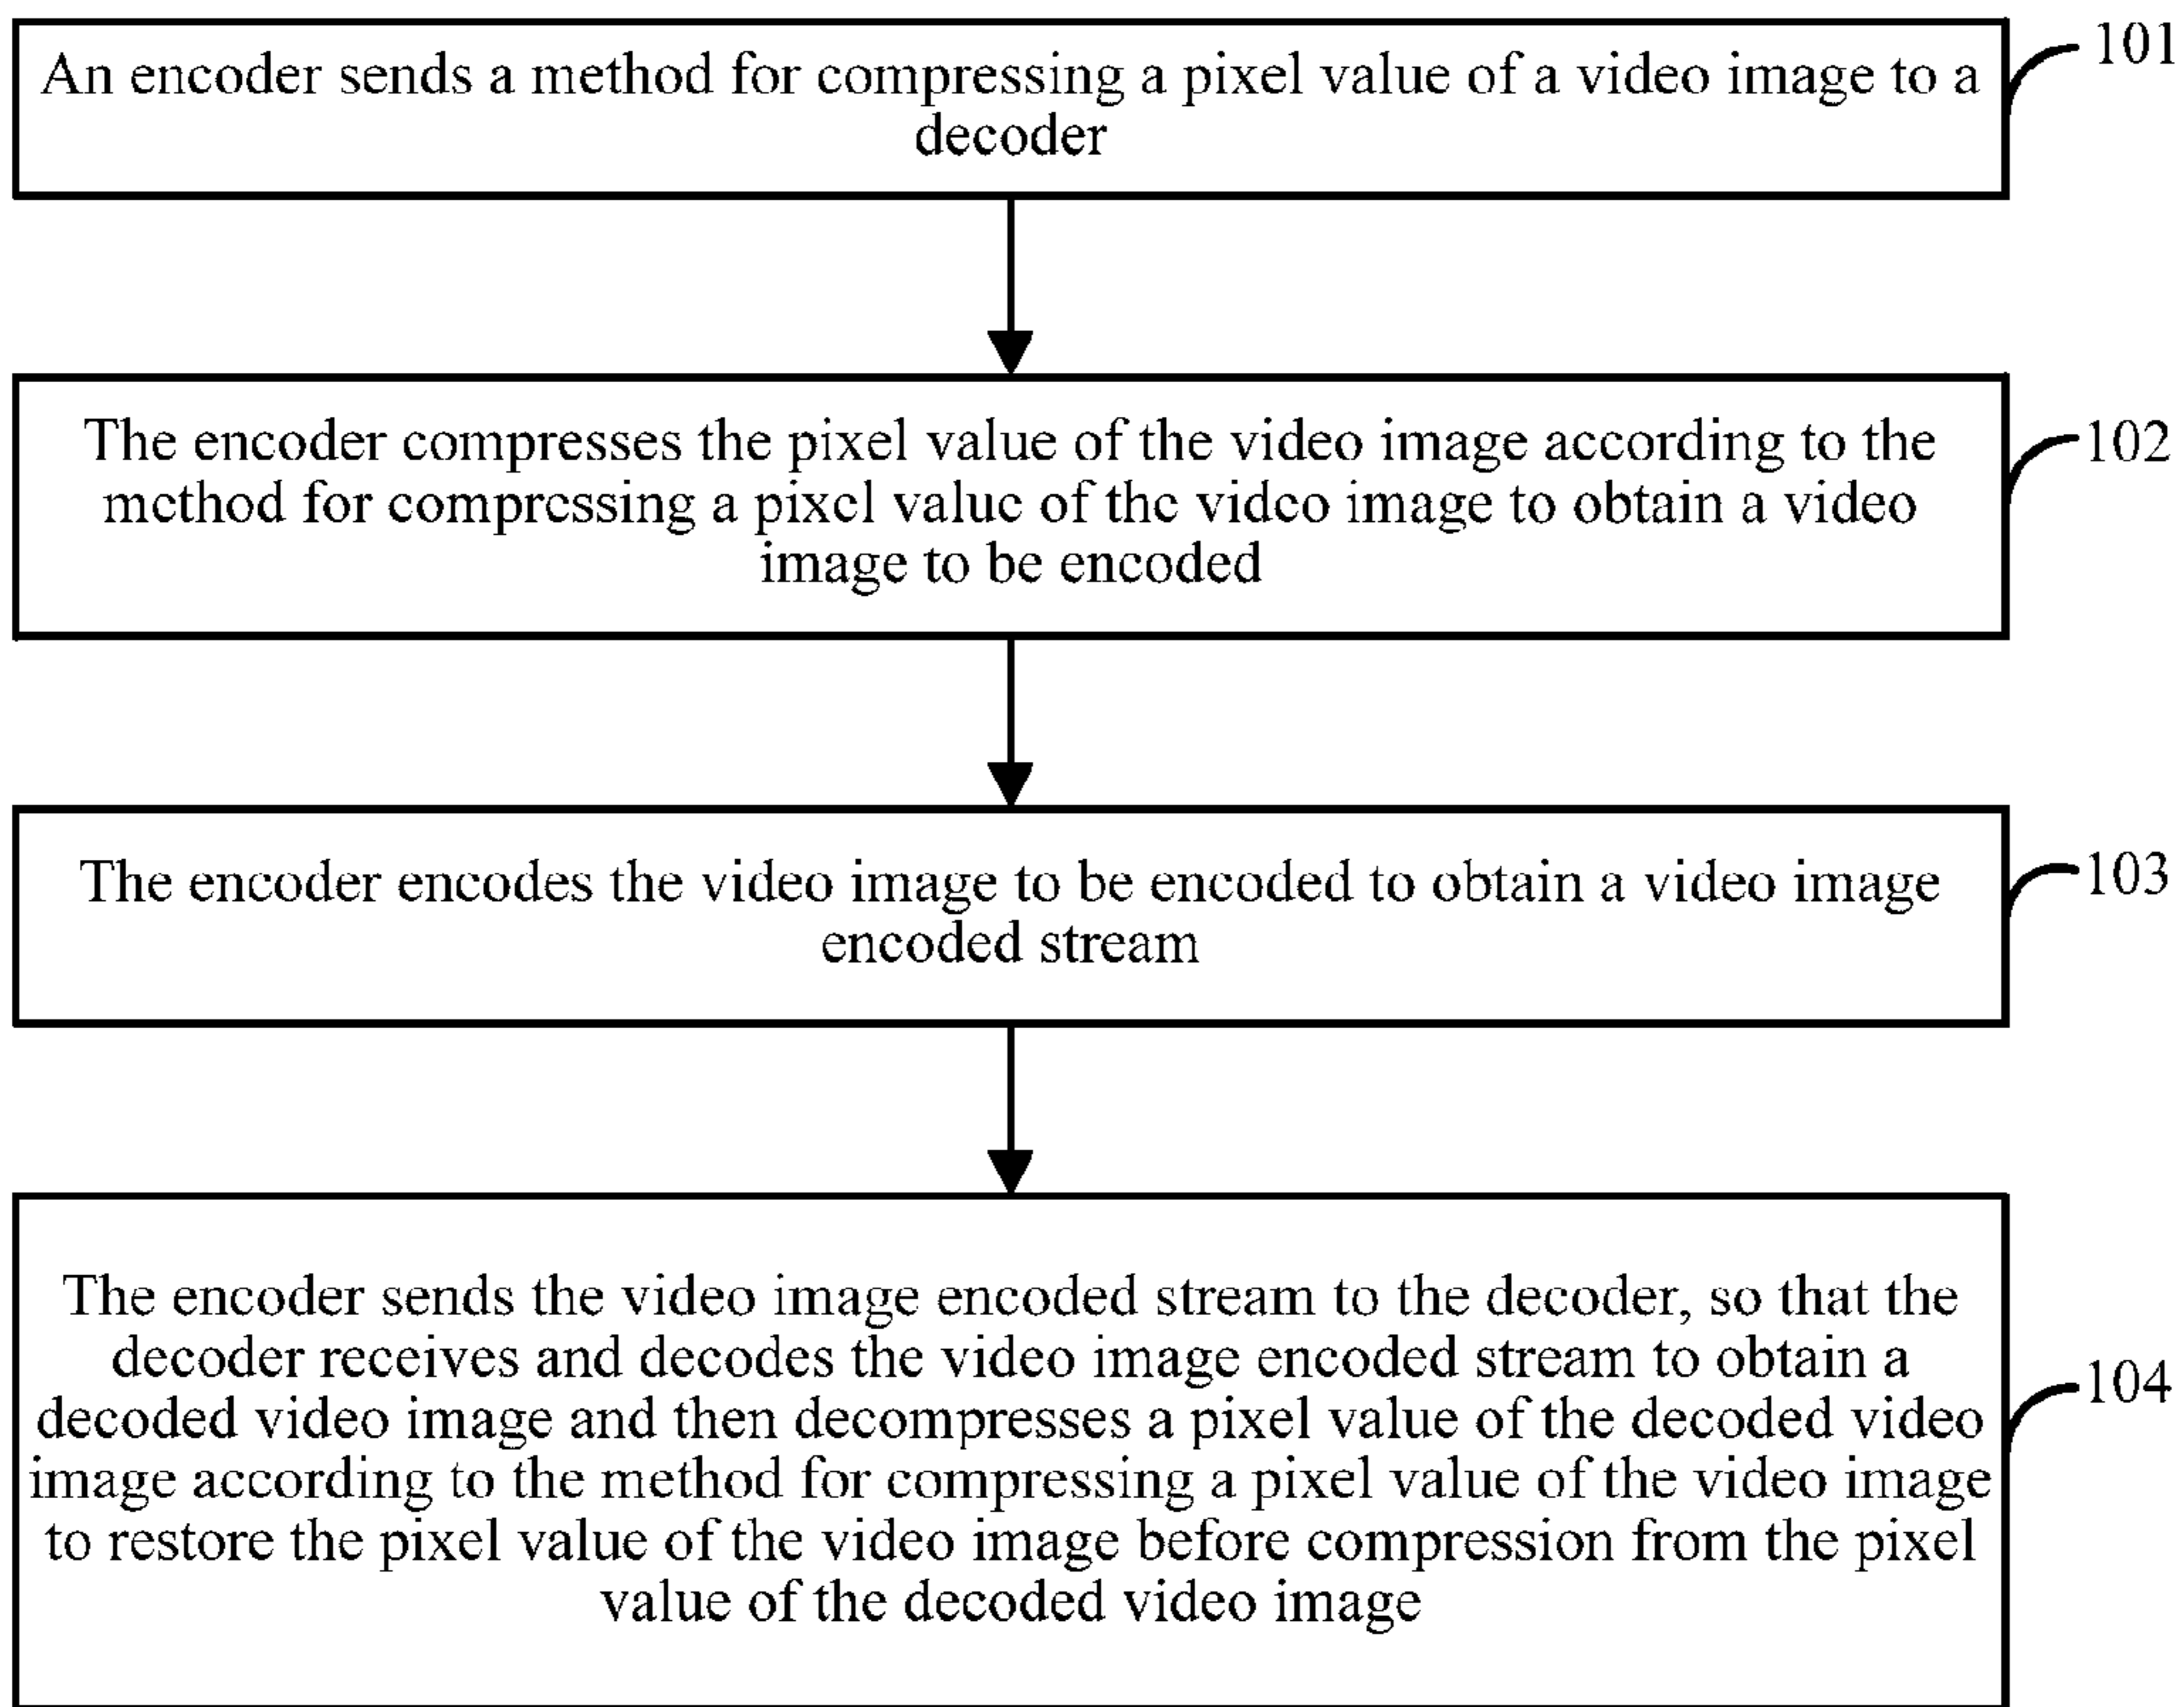 An encoder sends a method for compressing a pixel value of a video image to a
decoder
101
The encoder compresses the pixel value of the video image according to the
method for compressing a pixel value of the video image to obtain a video
image to be encoded
102
The encoder encodes the video image to be encoded to obtain a video image
encoded stream
103
The encoder sends the video image encoded stream to the decoder, so that the
decoder receives and decodes the video image encoded stream to obtain a
decoded video image and then decompresses a pixel value of the decoded video
image according to the method for compressing a pixel value of the video image
to restore the pixel value of the video image before compression from the pixel
value of the decoded video image
104